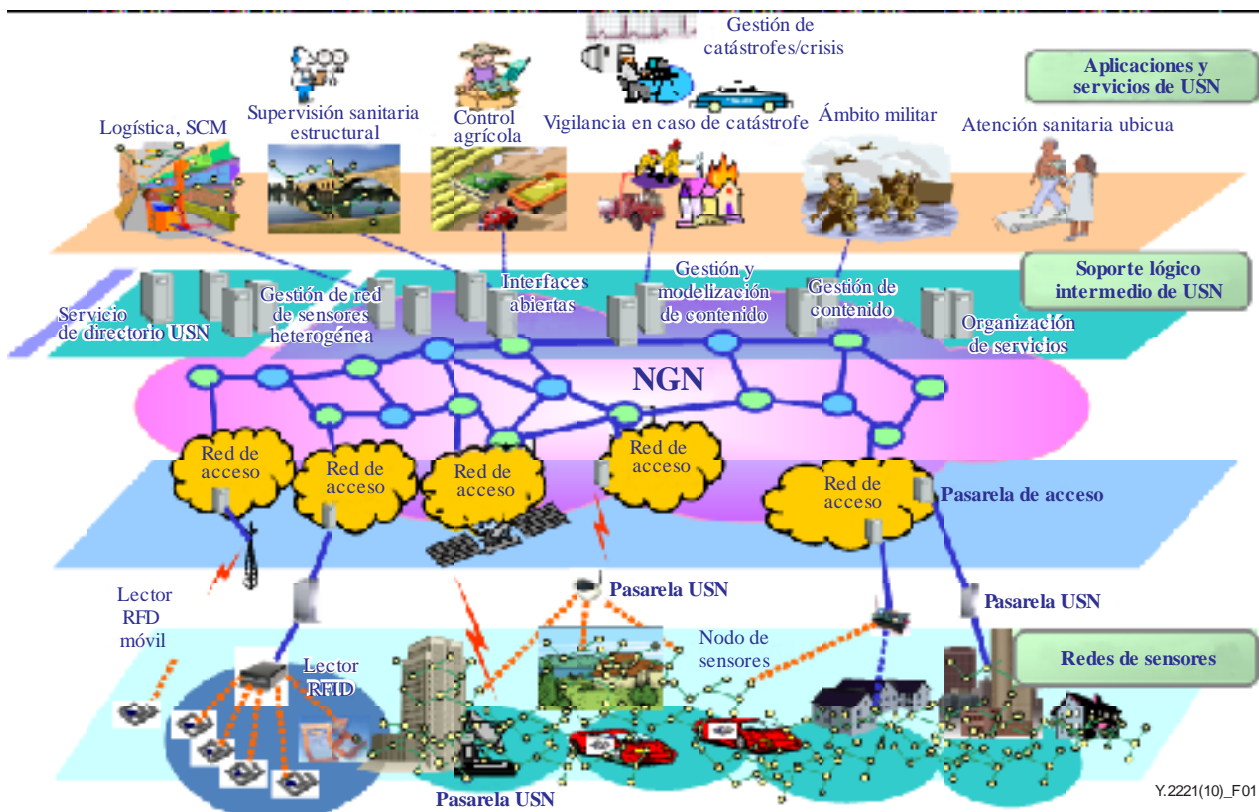 Gestión de
catástrofes/crisis
Aplicaciones y
servicios de USN
Logística, SCM
Supervisión sanitaria
estructural
Control
agrícola
Vigilancia en caso de catástrofe
Ámbito militar
Atención sanitaria ubicua
Soporte lógico
intermedio de USN
Servicio
de directorio USN
Gestión de red
de sensores
heterogénea
Interfaces
abiertas
Gestión y
modelización
de contenido
Gestión de
contenido
Organización
de servicios
NGN
Red de
acceso
Red de
acceso
Red de
acceso
Red de
acceso
Red de
acceso
Pasarela de acceso
Lector
RFD
móvil
Pasarela USN
Pasarela USN
Lector
RFID
Nodo de
sensores
Redes de sensores
Pasarela USN
Y.2221(10)_F01